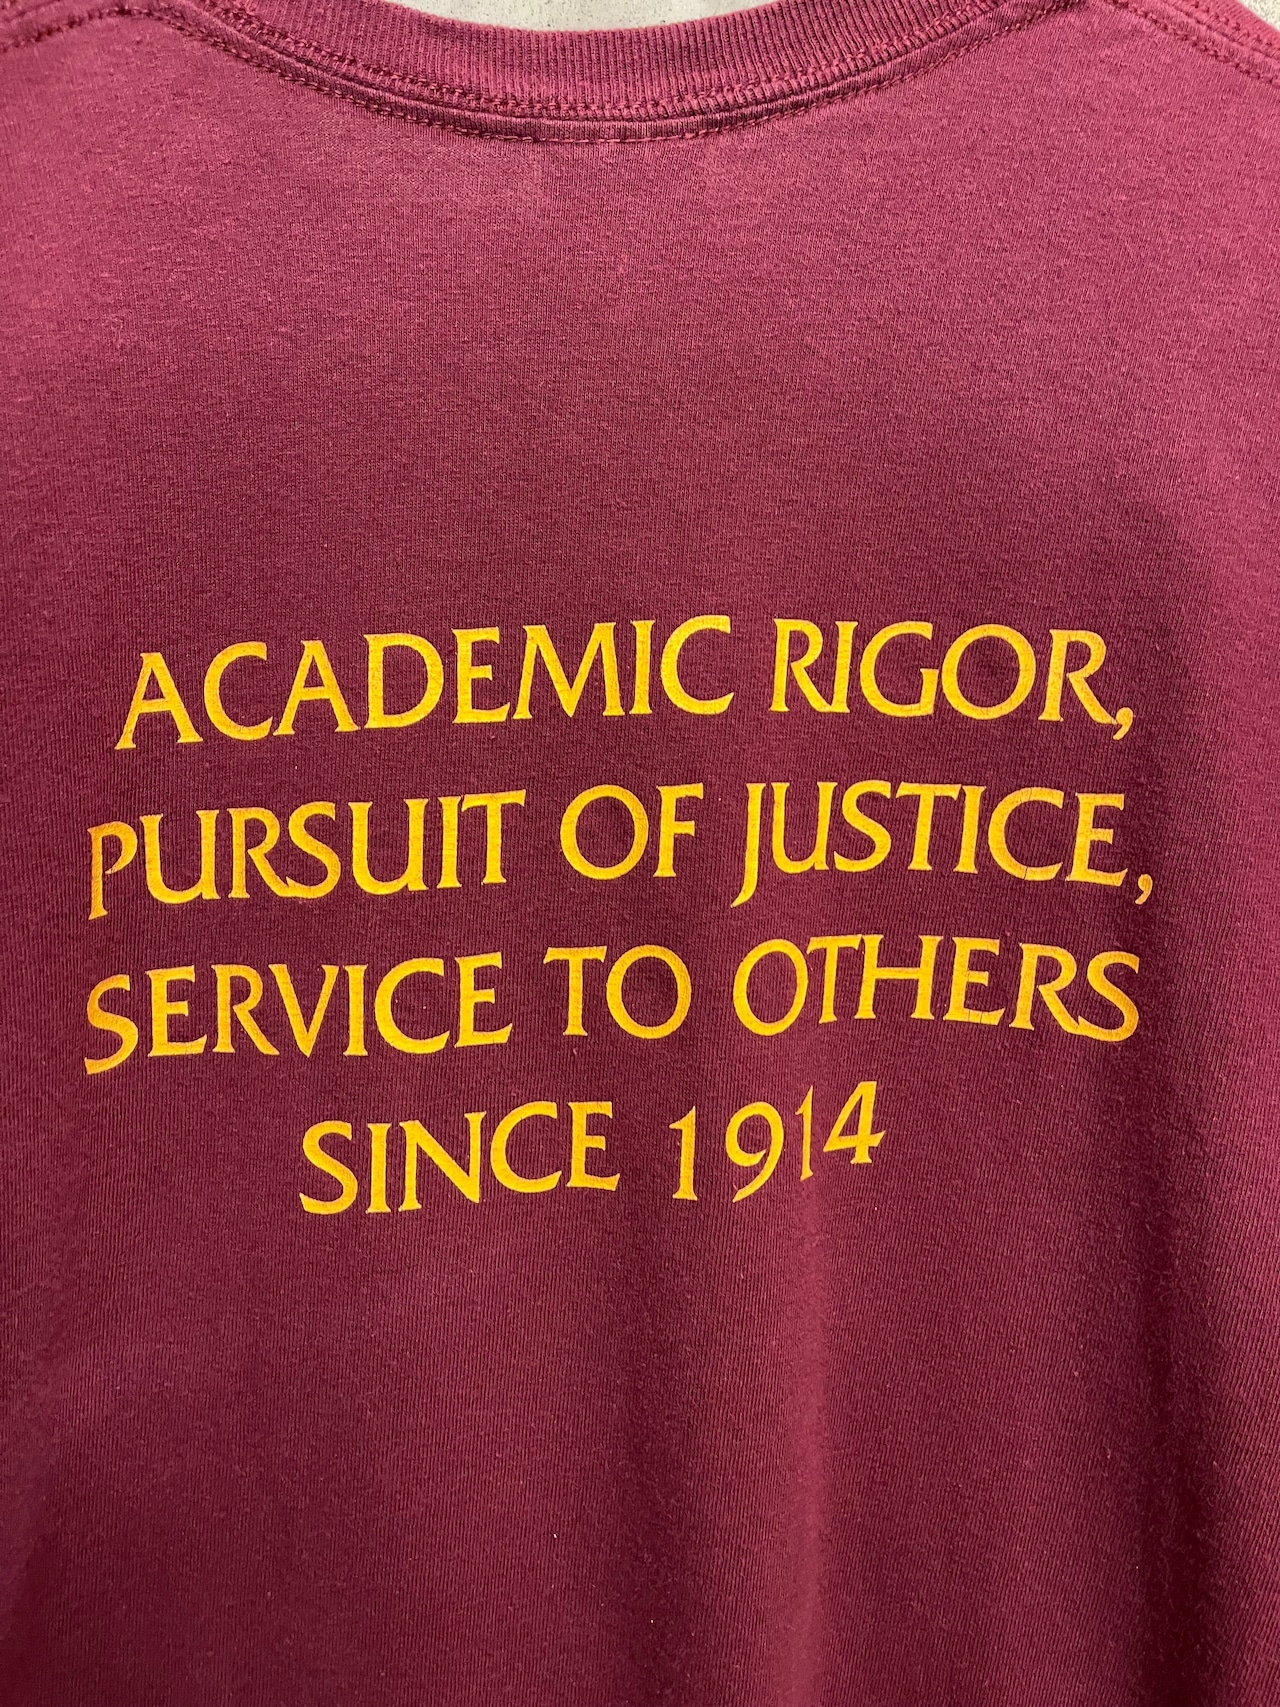 ACADEMIC RIGOR,
PURSUIT OF JUSTICE,
SERVICE TO OTHERS
SINCE 1914